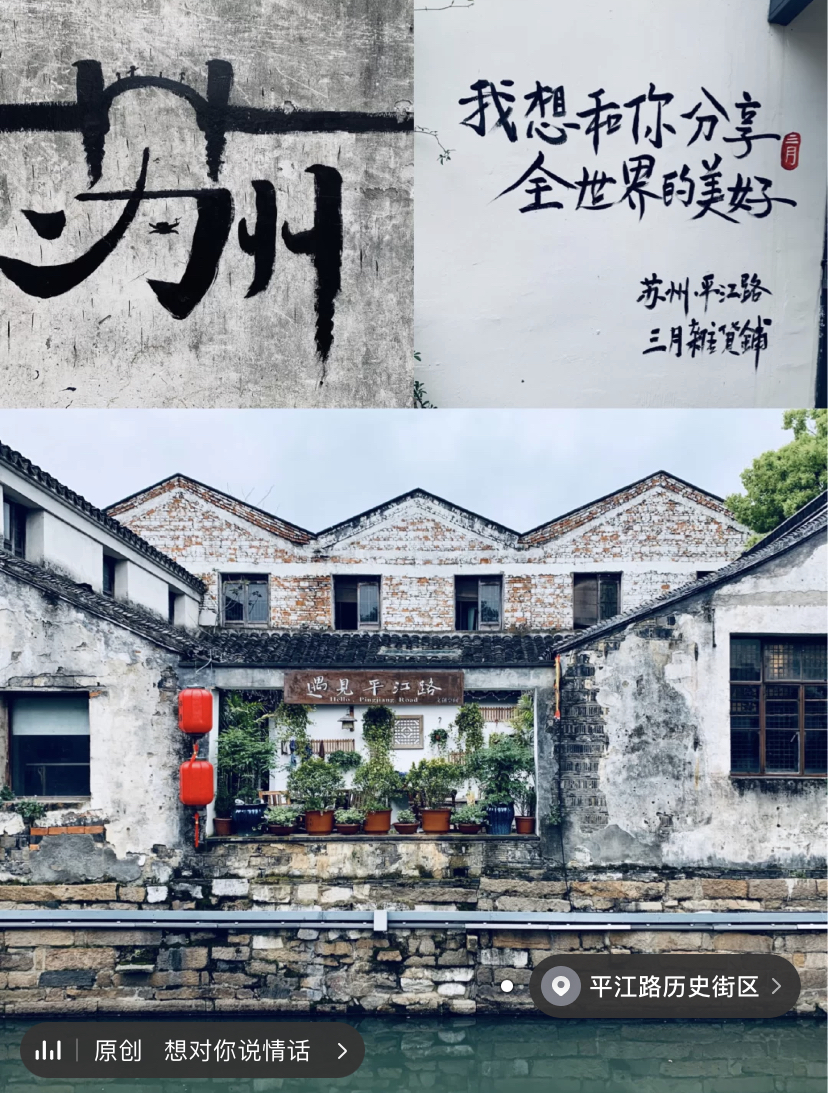 苏州
我想和你分享
三月
全世界的美好
苏州·平江路
三月雜貨鋪
遇见平江路
Hello, Pingjiang Road
平江路历史街区
原创 想对你说情话